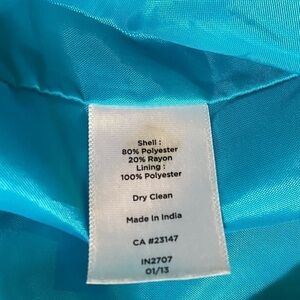 Shell :
80% Polyester
20% Rayon
Lining :
100% Polyester
Dry Clean
Made In India
CA #23147
IN2707
01/13